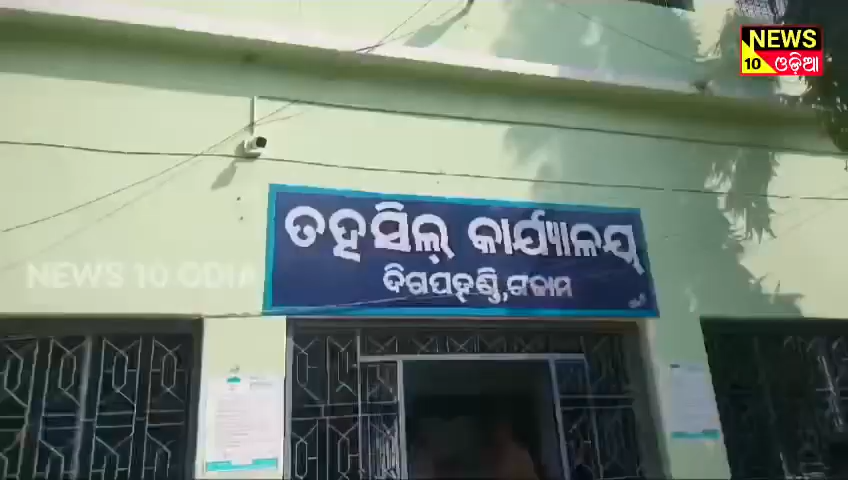 NEWS
10 ଓଡ଼ିଆ
ତହସିଲ୍ କାର୍ଯ୍ୟାଳୟ
ଦିଗପହଣ୍ଡି, ଗଞ୍ଜାମ
NEWS 10 ODIA